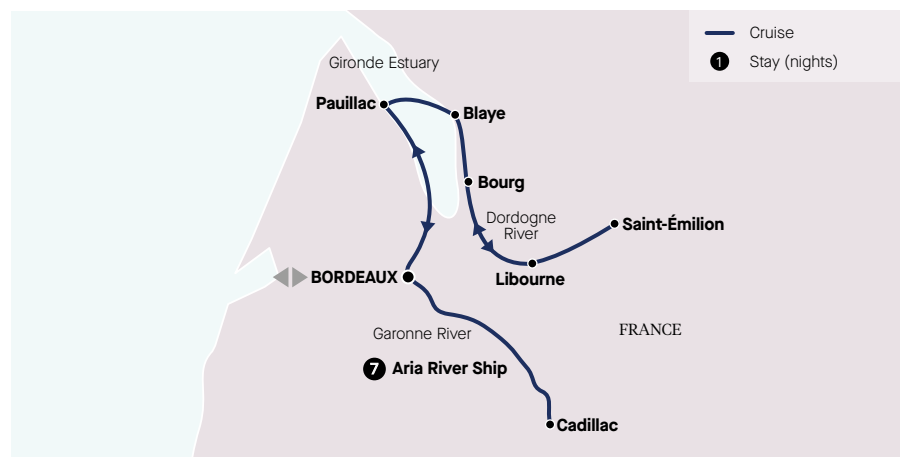 Cruise
1 Stay (nights)
Gironde Estuary
Pauillac
Blaye
Bourg
Dordogne
River
Saint-Émilion
BORDEAUX
Libourne
Garonne River
FRANCE
7 Aria River Ship
Cadillac